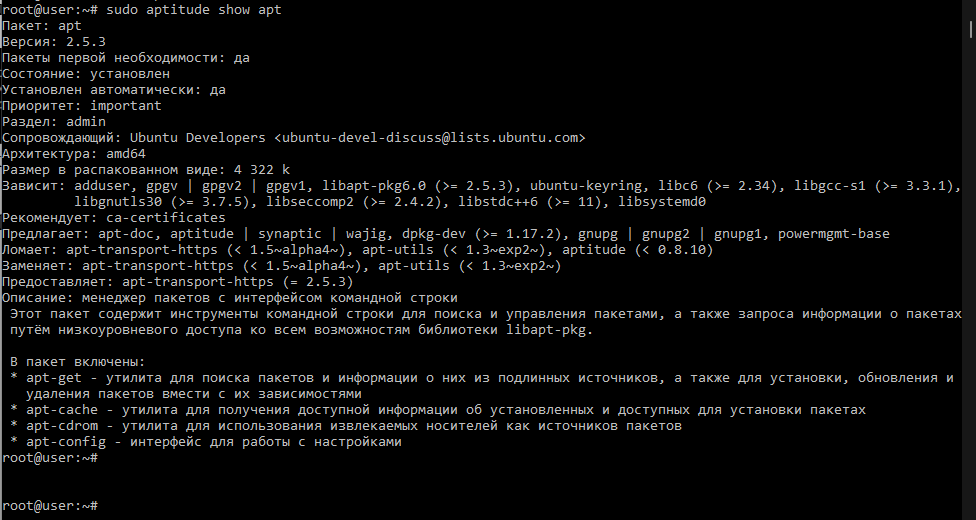 root@user:~# sudo aptitude show apt
Пакет: apt
Версия: 2.5.3
Пакеты первой необходимости: да
Состояние: установлен
Установлен автоматически: да
Приоритет: important
Раздел: admin
Сопровождающий: Ubuntu Developers <ubuntu-devel-discuss@lists.ubuntu.com>
Архитектура: amd64
Размер в распакованном виде: 4 322 k
Зависит: adduser, gpgv | gpgv2 | gpgv1, libapt-pkg6.0 (>= 2.5.3), ubuntu-keyring, libc6 (>= 2.34), libgcc-s1 (>= 3.3.1),
libgnutls30 (>= 3.7.5), libseccomp2 (>= 2.4.2), libstdc++6 (>= 11), libsystemd0
Рекомендует: ca-certificates
Предлагает: apt-doc, aptitude | synaptic | wajig, dpkg-dev (>= 1.17.2), gnupg | gnupg2 | gnupg1, powermgmt-base
Ломает: apt-transport-https (< 1.5~alpha4~), apt-utils (< 1.3~exp2~), aptitude (< 0.8.10)
Заменяет: apt-transport-https (< 1.5~alpha4~), apt-utils (< 1.3~exp2~)
Предоставляет: apt-transport-https (= 2.5.3)
Описание: менеджер пакетов с интерфейсом командной строки
Этот пакет содержит инструменты командной строки для поиска и управления пакетами, а также запроса информации о пакетах
путём низкоуровневого доступа ко всем возможностям библиотеки libapt-pkg.
В пакет включены:
* apt-get - утилита для поиска пакетов и информации о них из подлинных источников, а также для установки, обновления и
удаления пакетов вместе с их зависимостями
* apt-cache - утилита для получения доступной информации об установленных и доступных для установки пакетах
* apt-cdrom - утилита для использования извлекаемых носителей как источников пакетов
* apt-config - интерфейс для работы с настройками
root@user:~#
root@user:~#